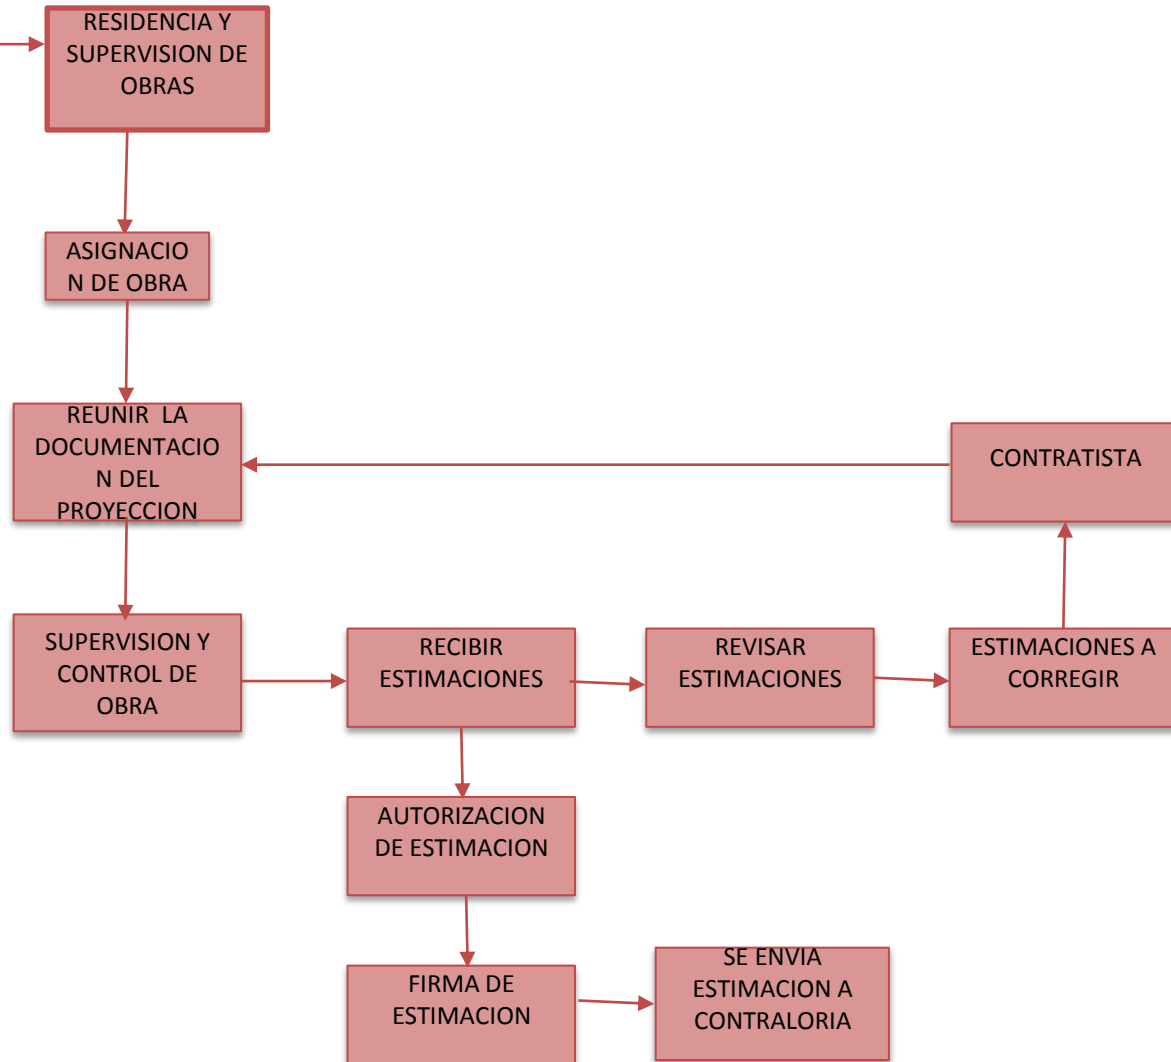 RESIDENCIA Y
SUPERVISION DE
OBRAS
ASIGNACIO
N DE OBRA
REUNIR LA
DOCUMENTACIO
N DEL
PROYECCION
CONTRATISTA
SUPERVISION Y
CONTROL DE
OBRA
RECIBIR
ESTIMACIONES
REVISAR
ESTIMACIONES
ESTIMACIONES A
CORREGIR
AUTORIZACION
DE ESTIMACION
FIRMA DE
ESTIMACION
SE ENVIA
ESTIMACION A
CONTRALORIA